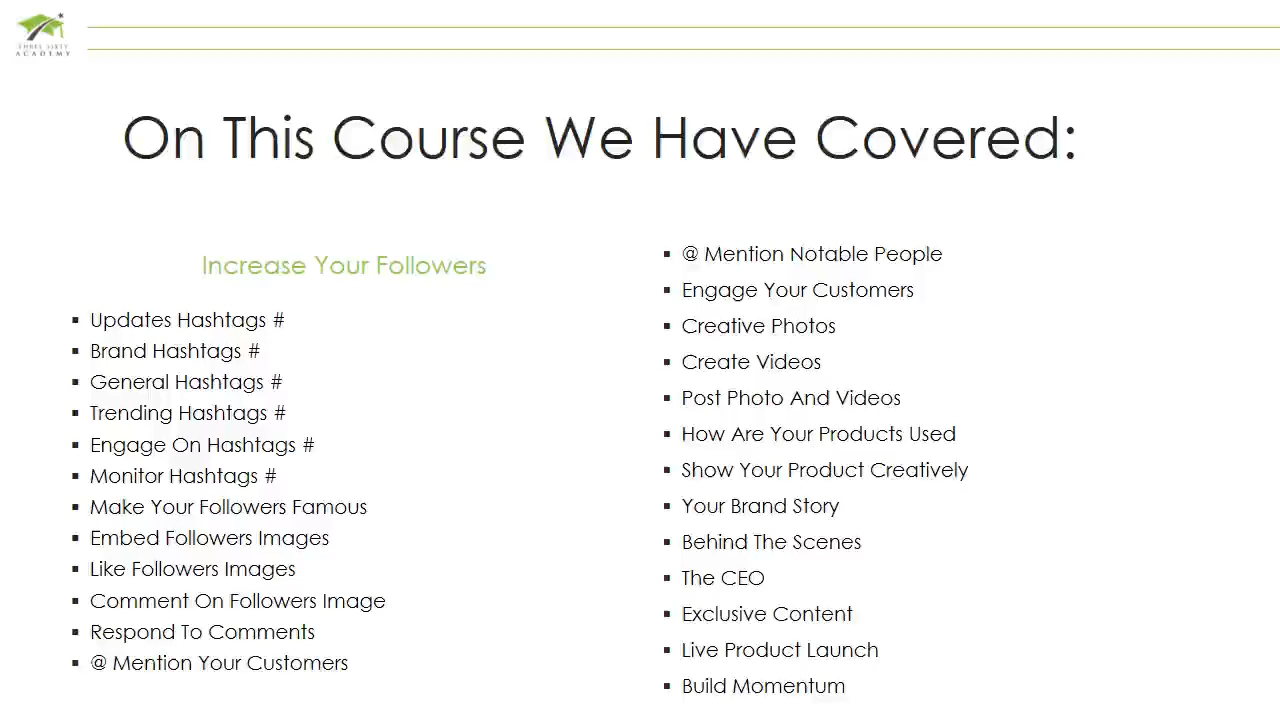 THREE SIXTY
ACADEMY
On This Course We Have Covered:
Increase Your Followers
Updates Hashtags #
Brand Hashtags #
General Hashtags #
Trending Hashtags #
Engage On Hashtags #
Monitor Hashtags #
Make Your Followers Famous
Embed Followers Images
Like Followers Images
Comment On Followers Image
Respond To Comments
@ Mention Your Customers
@ Mention Notable People
Engage Your Customers
Creative Photos
Create Videos
Post Photo And Videos
How Are Your Products Used
Show Your Product Creatively
Your Brand Story
Behind The Scenes
The CEO
Exclusive Content
Live Product Launch
Build Momentum